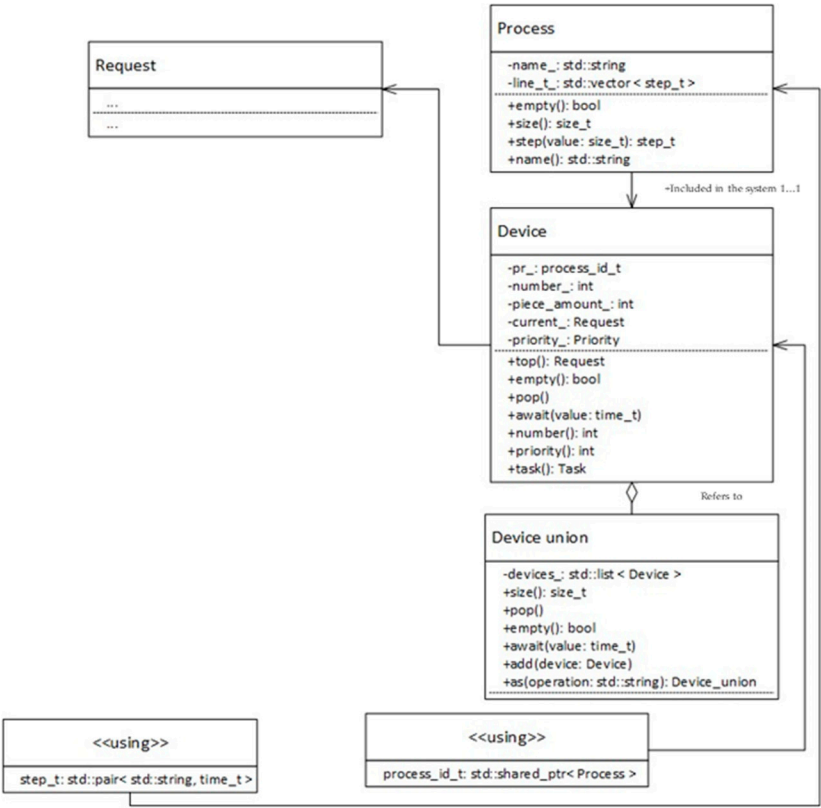 Process
-name_: std::string
-line_t_: std::vector < step_t >
+empty(): bool
+size(): size_t
+step(value: size_t): step_t
+name(): std::string
Request
...
...
-Included in the system 1...1
Device
-pr_: process_id_t
-number_: int
-piece_amount_: int
-current_: Request
-priority_: Priority
+top(): Request
+empty(): bool
+pop()
+await(value: time_t)
+number(): int
+priority(): int
+task(): Task
Refers to
Device union
-devices_: std::list < Device >
+size(): size_t
+pop()
+empty(): bool
+await(value: time_t)
+add(device: Device)
+as(operation: std::string): Device_union
<<using>>
step_t: std::pair< std::string, time_t >
<<using>>
process_id_t: std::shared_ptr< Process >